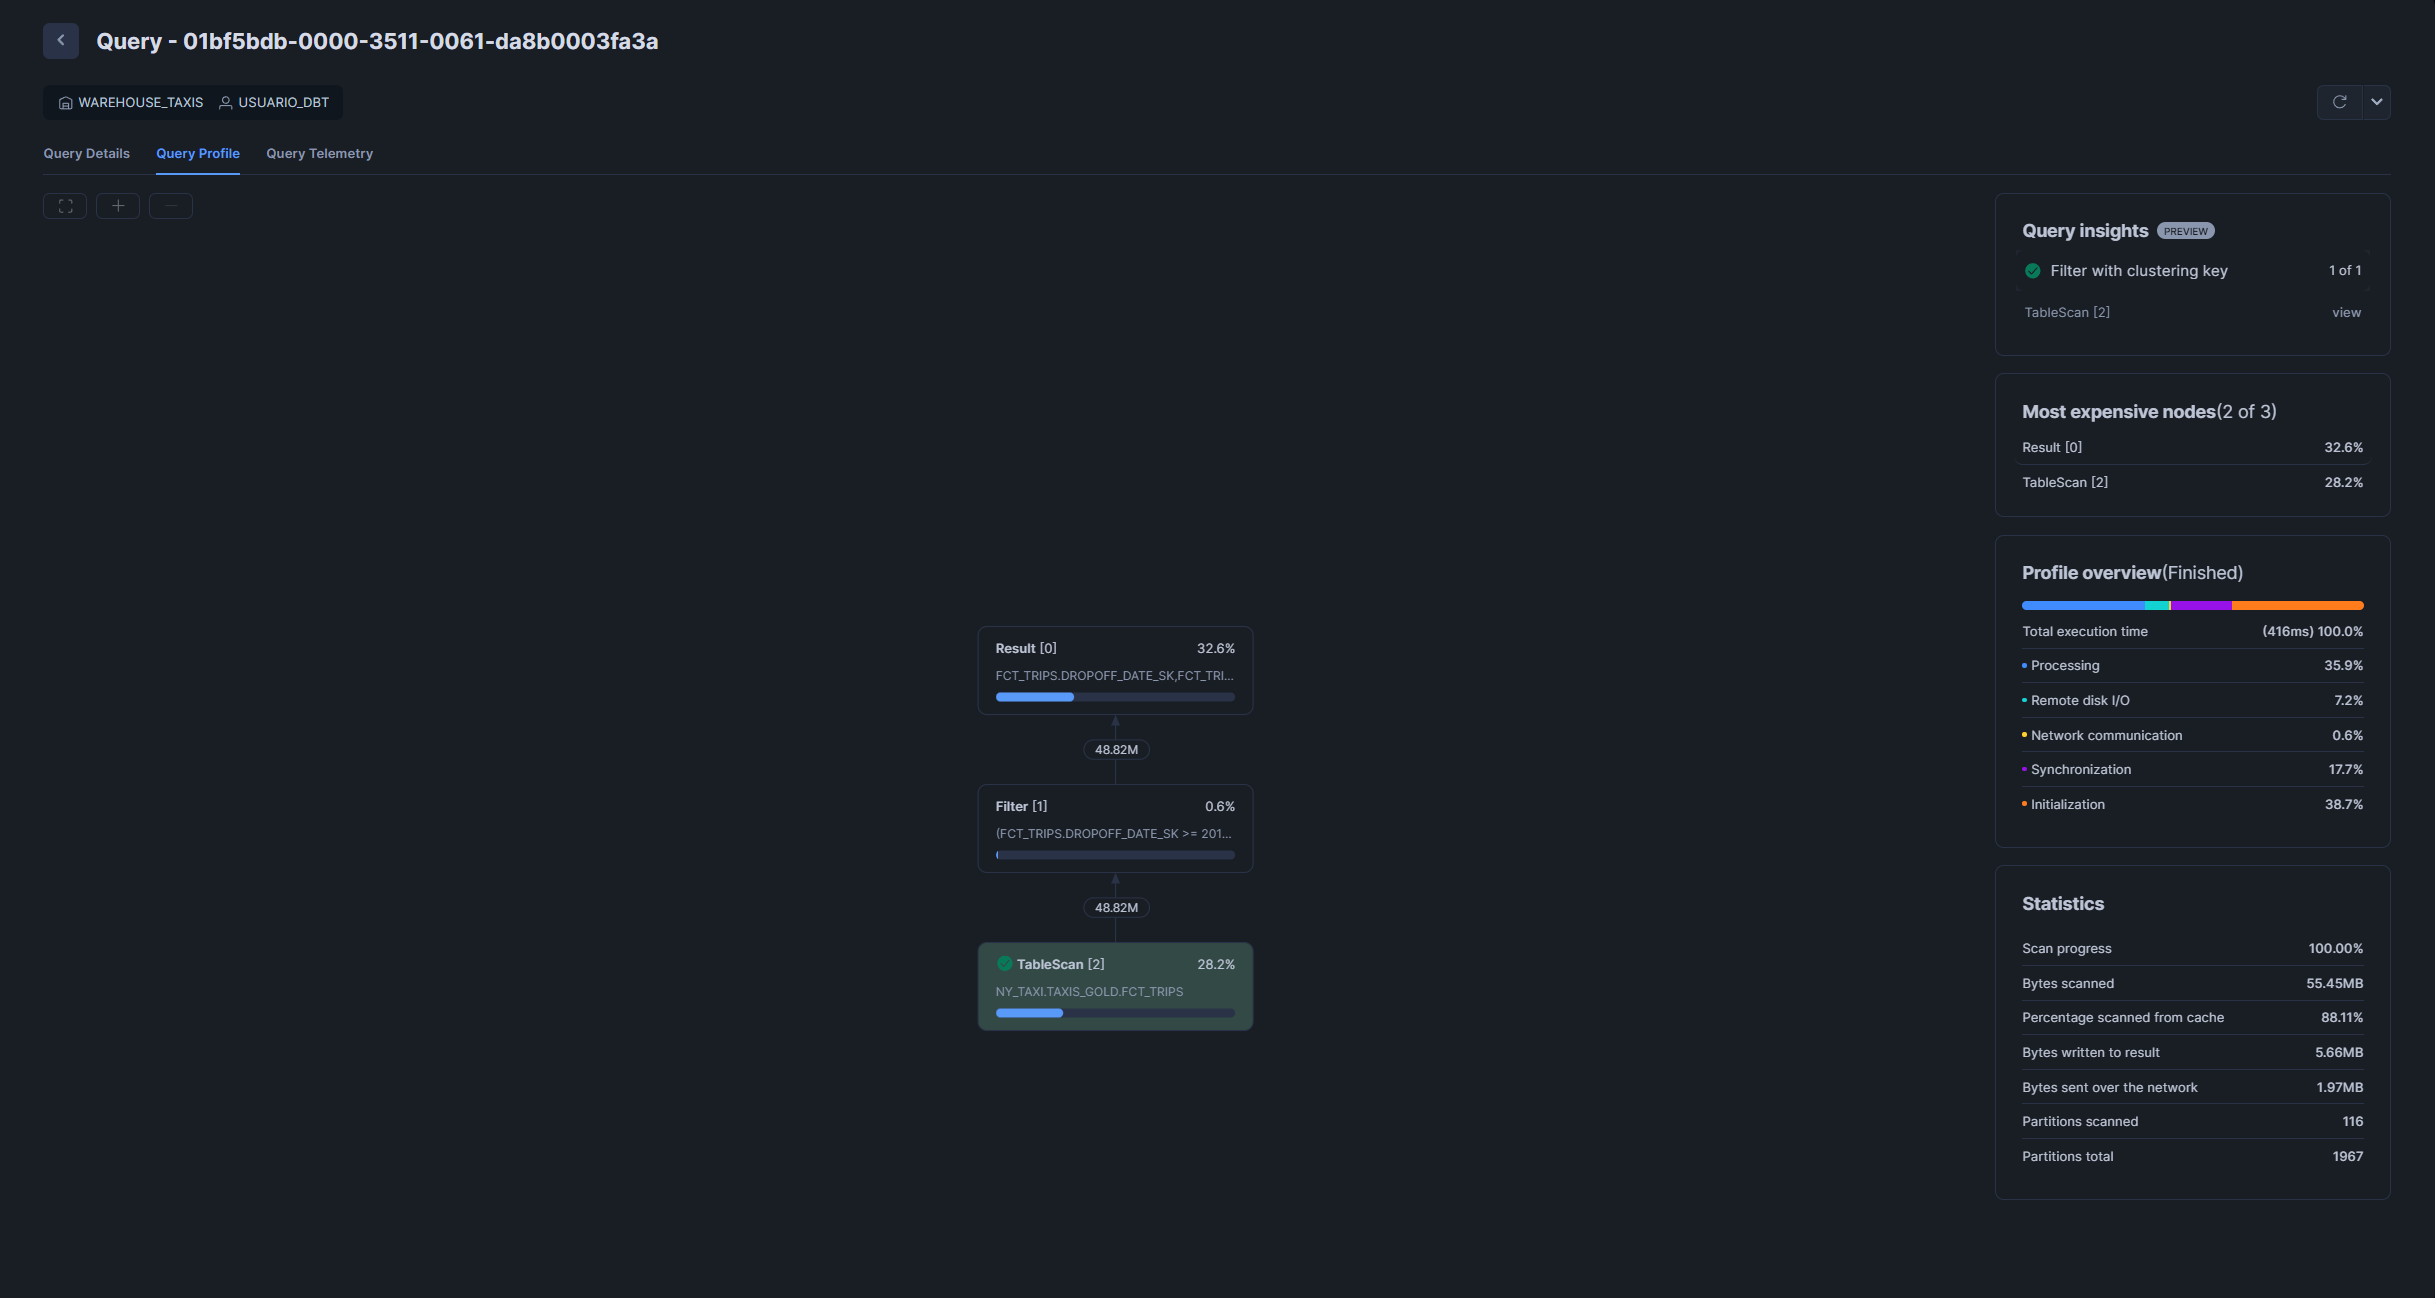 Query - 01bf5bdb-0000-3511-0061-da8b0003fa3a
WAREHOUSE_TAXIS USUARIO_DBT
Query Details Query Profile Query Telemetry
Query insights PREVIEW
Filter with clustering key 1 of 1
TableScan [2] view
Most expensive nodes(2 of 3)
Result [0] 32.6%
TableScan [2] 28.2%
Profile overview(Finished)
Total execution time (416ms) 100.0%
Processing 35.9%
Remote disk I/O 7.2%
Network communication 0.6%
Synchronization 17.7%
Initialization 38.7%
Statistics
Scan progress 100.00%
Bytes scanned 55.45MB
Percentage scanned from cache 88.11%
Bytes written to result 5.66MB
Bytes sent over the network 1.97MB
Partitions scanned 116
Partitions total 1967
Result [0] 32.6%
FCT_TRIPS.DROPOFF_DATE_SK,FCT_TRI...
48.82M
Filter [1] 0.6%
(FCT_TRIPS.DROPOFF_DATE_SK >= 201...
48.82M
TableScan [2] 28.2%
NY_TAXI.TAXIS_GOLD.FCT_TRIPS